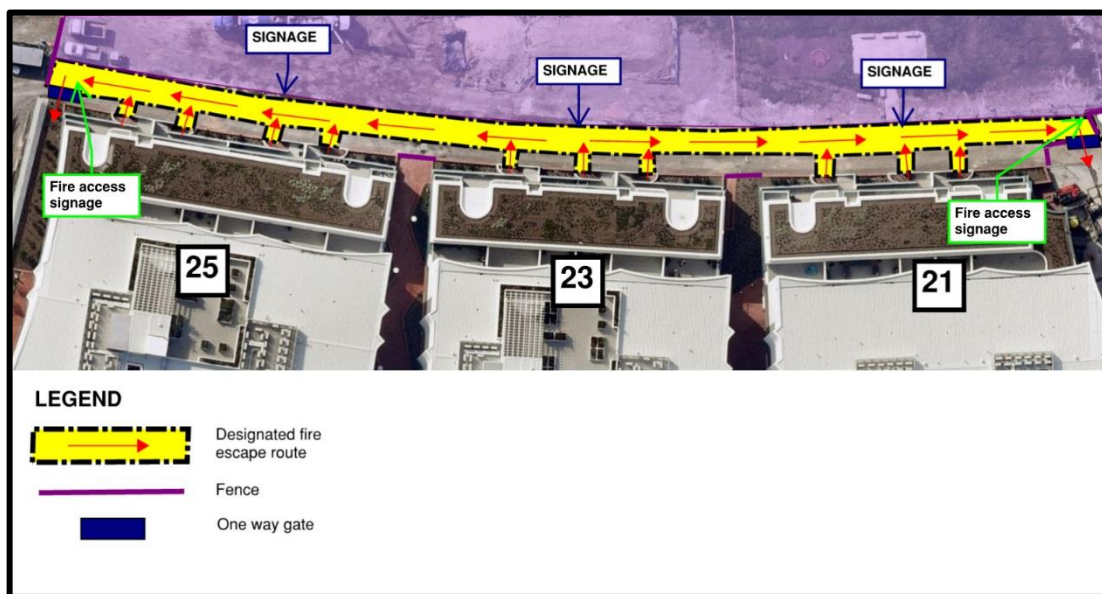 SIGNAGE
SIGNAGE
SIGNAGE
Fire access
signage
Fire access
signage
25
23
21
LEGEND
Designated fire
escape route
Fence
One way gate